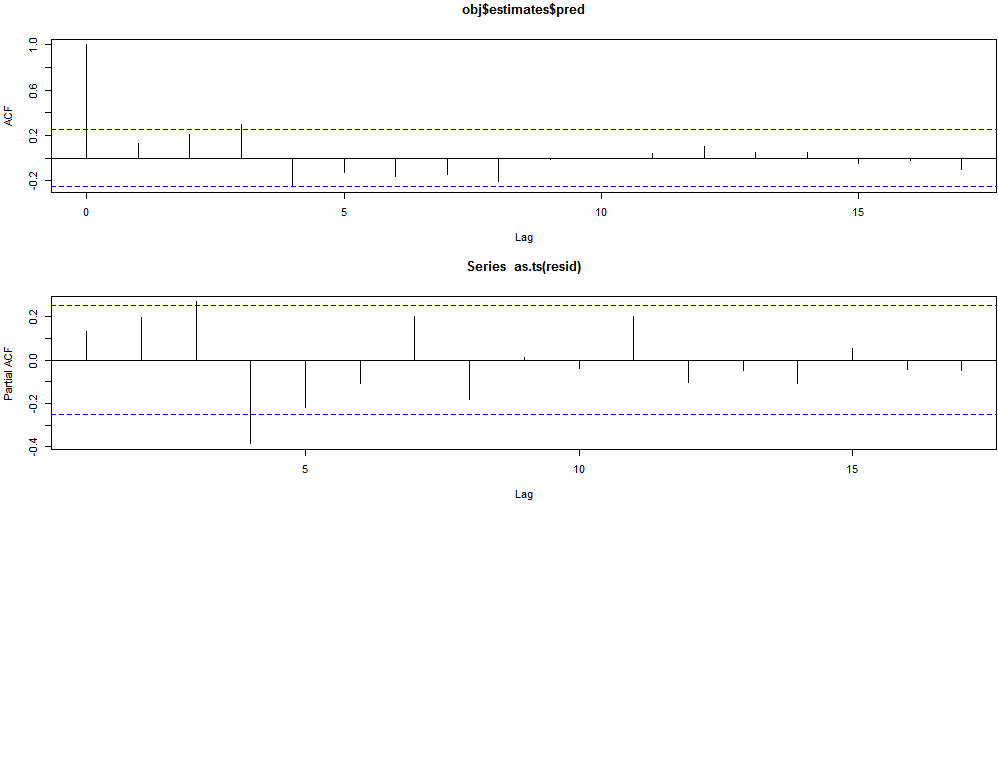 obj$estimates$pred
ACF
1.0
0.6
0.2
-0.2
0 5 10 15
Lag
Series as.ts(resid)
Partial ACF
0.2
0.0
-0.2
-0.4
5 10 15
Lag